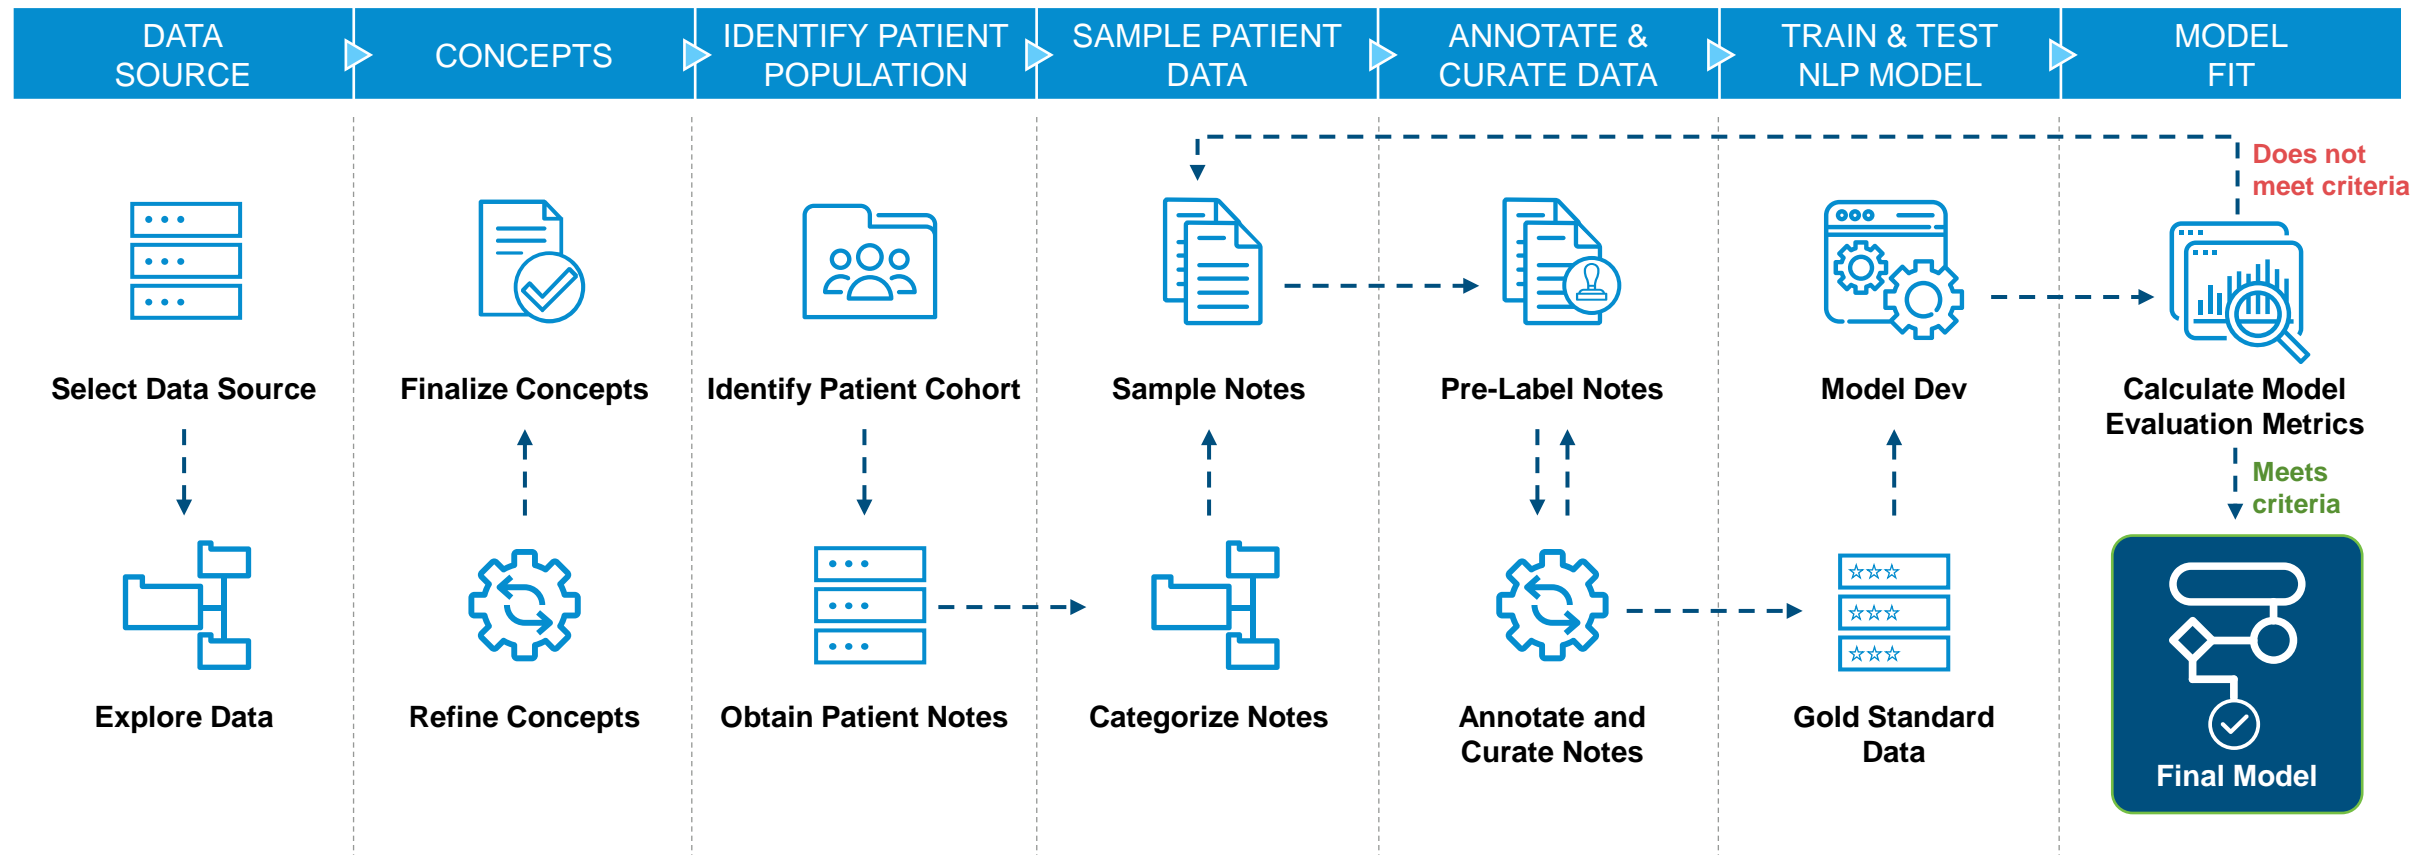 DATA
SOURCE
CONCEPTS
IDENTIFY PATIENT
POPULATION
SAMPLE PATIENT
DATA
ANNOTATE &
CURATE DATA
TRAIN & TEST
NLP MODEL
MODEL
FIT
Does not
meet criteria
Select Data Source
Finalize Concepts
Identify Patient Cohort
Sample Notes
Pre-Label Notes
Model Dev
Calculate Model
Evaluation Metrics
Meets
criteria
Explore Data
Refine Concepts
Obtain Patient Notes
Categorize Notes
Annotate and
Curate Notes
Gold Standard
Data
Final Model